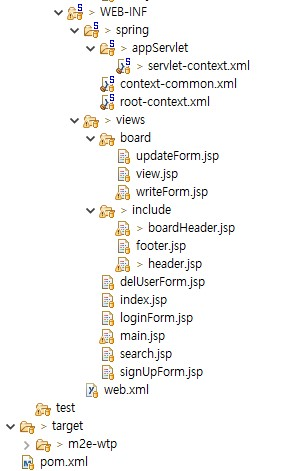 > WEB-INF
> spring
> appServlet
> servlet-context.xml
context-common.xml
root-context.xml
> views
board
updateForm.jsp
view.jsp
writeForm.jsp
> include
> boardHeader.jsp
footer.jsp
> header.jsp
delUserForm.jsp
index.jsp
loginForm.jsp
main.jsp
search.jsp
signUpForm.jsp
web.xml
test
> target
> m2e-wtp
pom.xml